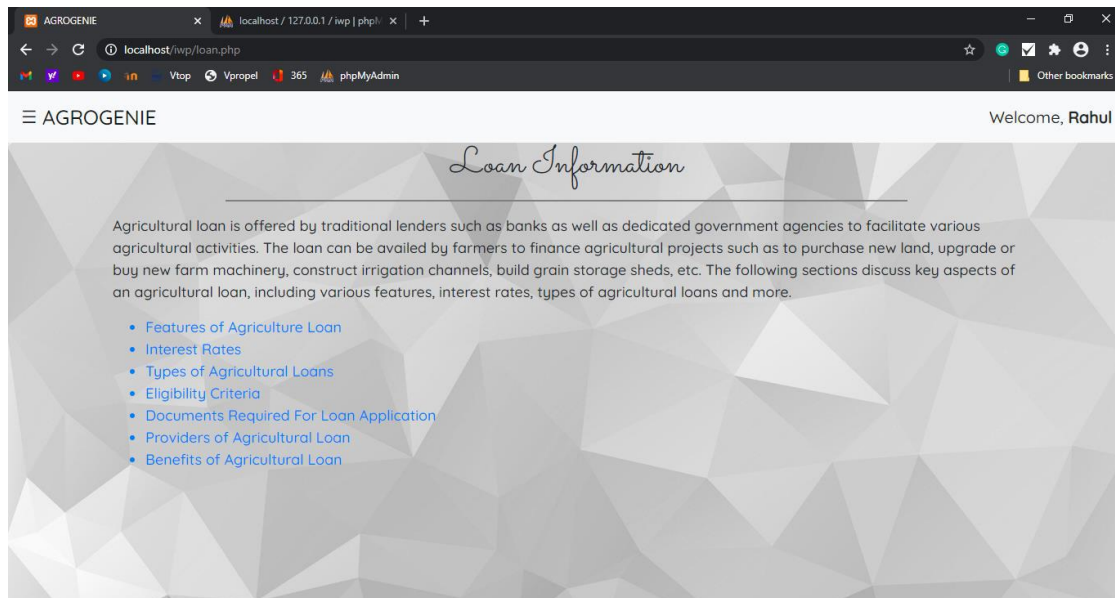 AGROGENIE
localhost / 127.0.0.1 / iwp | php
localhost/iwp/loan.php
Vtop Vpropel 365 phpMyAdmin Other bookmarks
☰ AGROGENIE Welcome, Rahul
Loan Information
Agricultural loan is offered by traditional lenders such as banks as well as dedicated government agencies to facilitate various
agricultural activities. The loan can be availed by farmers to finance agricultural projects such as to purchase new land, upgrade or
buy new farm machinery, construct irrigation channels, build grain storage sheds, etc. The following sections discuss key aspects of
an agricultural loan, including various features, interest rates, types of agricultural loans and more.
• Features of Agriculture Loan
• Interest Rates
• Types of Agricultural Loans
• Eligibility Criteria
• Documents Required For Loan Application
• Providers of Agricultural Loan
• Benefits of Agricultural Loan